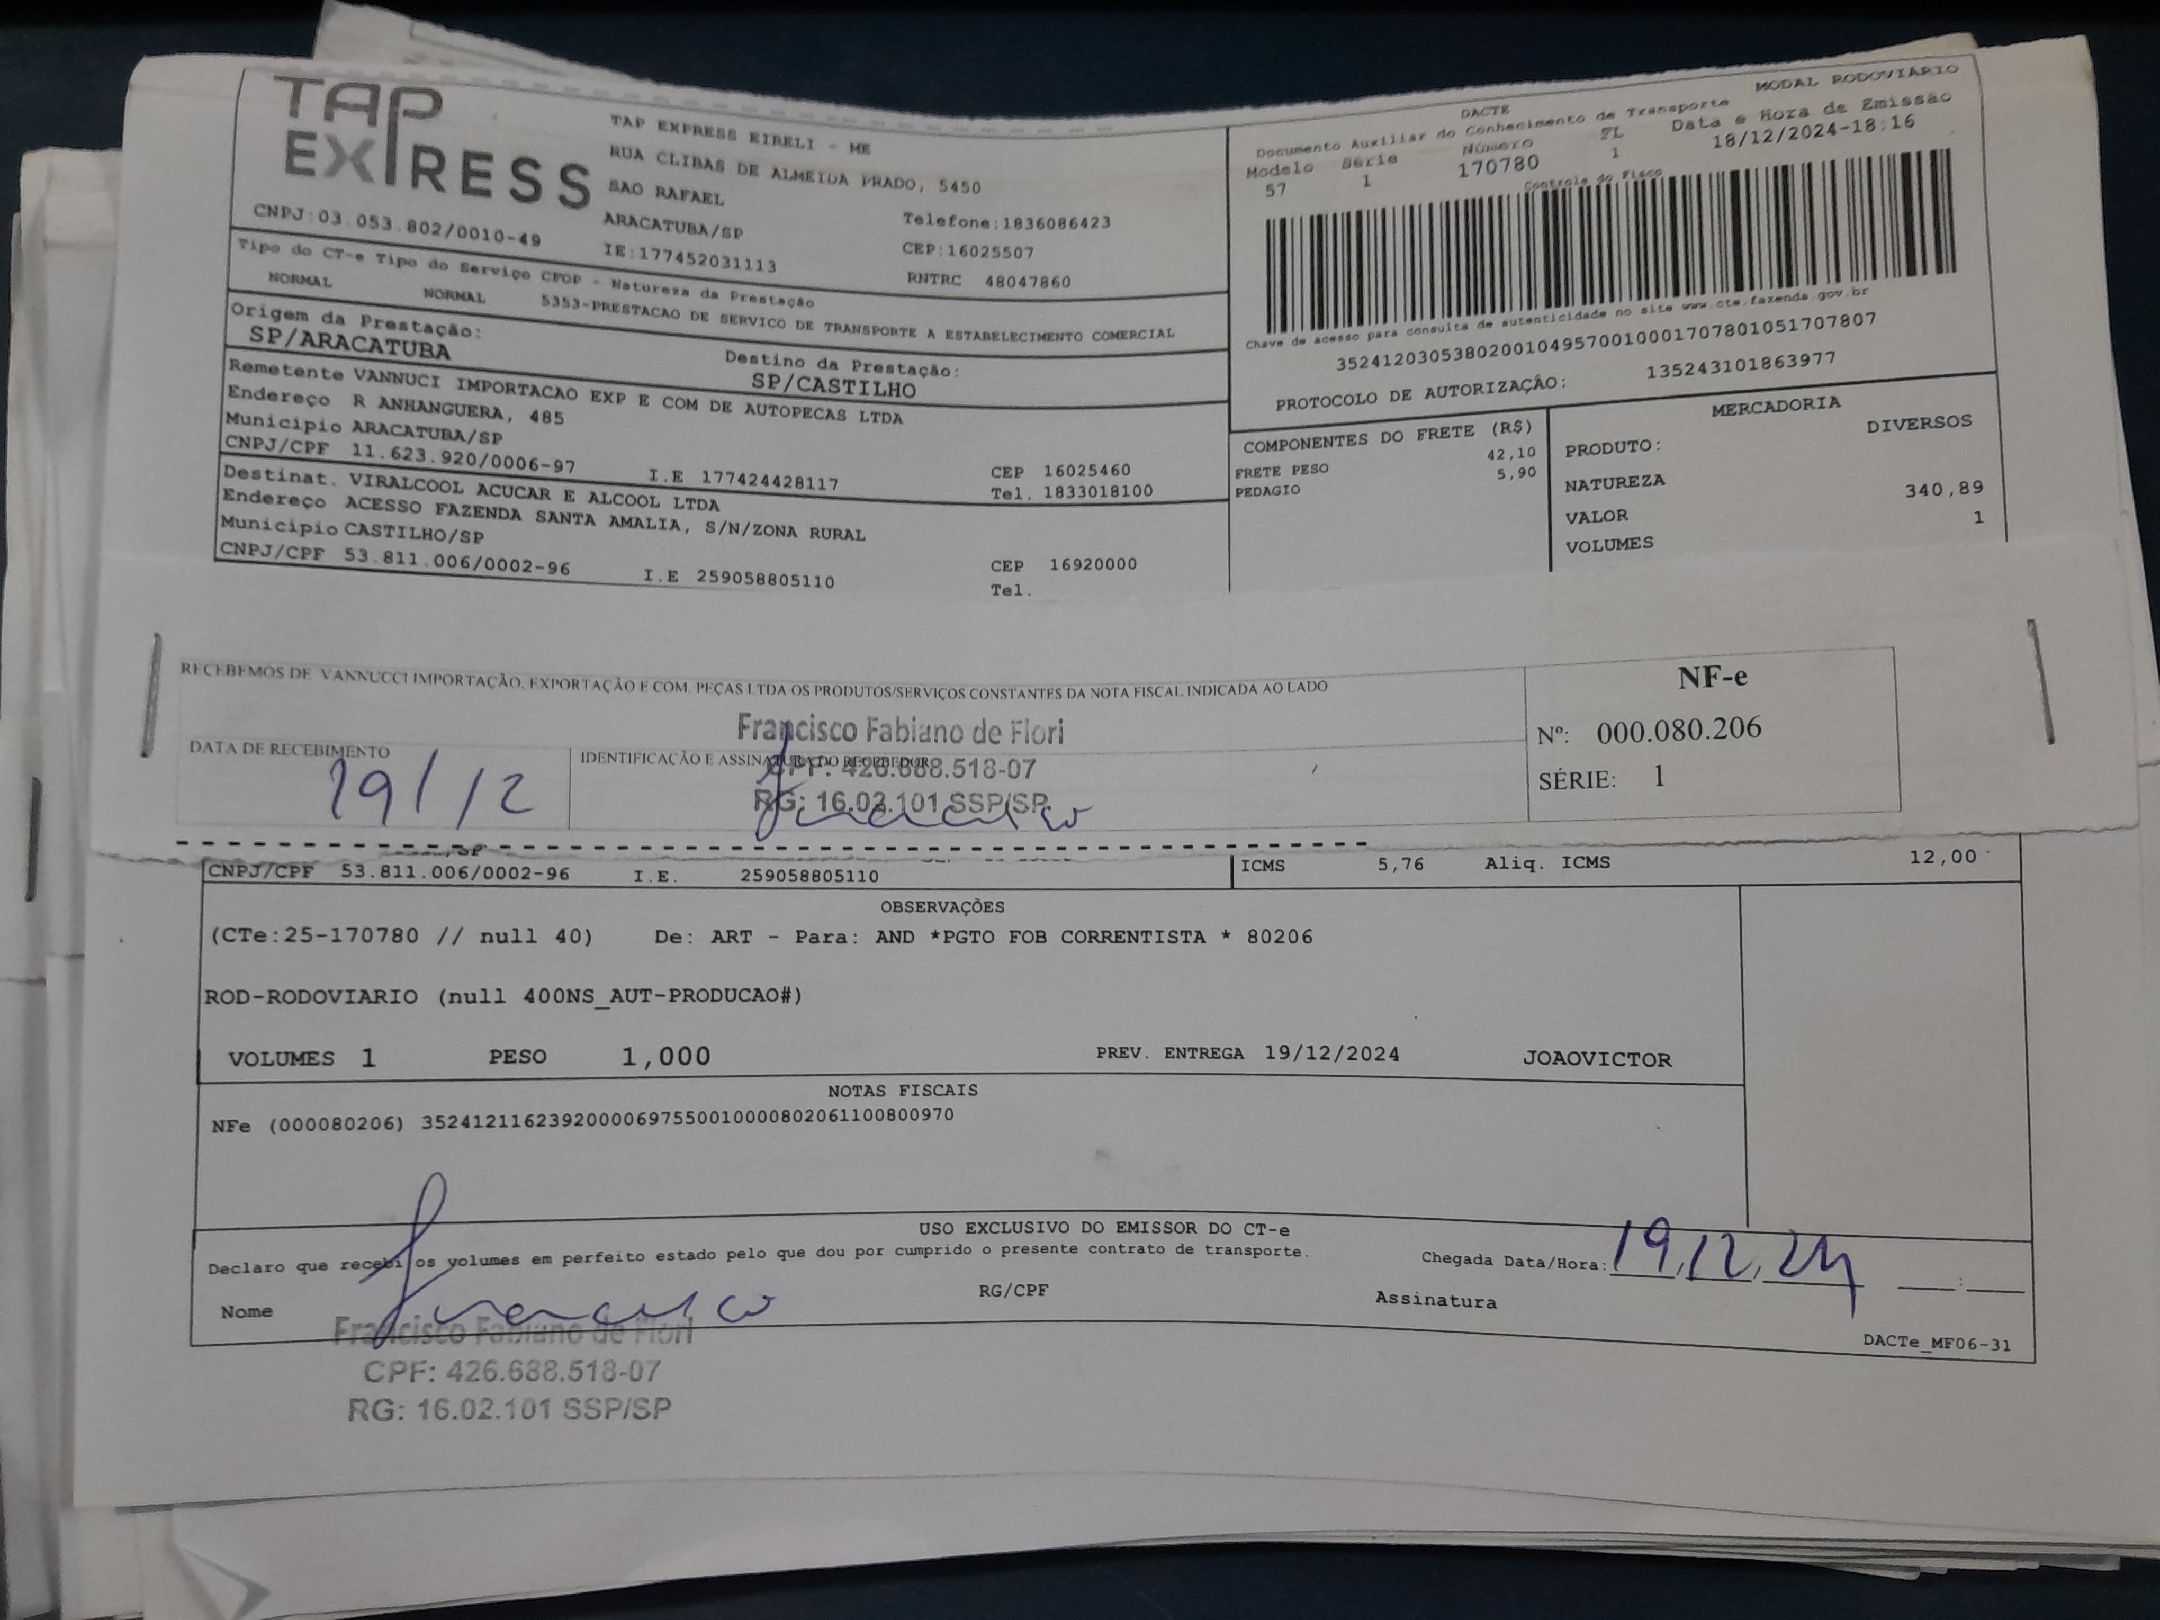 TAP EXPRESS
TAP EXPRESS EIRELI - ME
RUA CLIBAS DE ALMEIDA PRADO, 5450
SAO RAFAEL
ARACATUBA/SP Telefone:1836086423
IE:177452031113 CEP:16025507
RNTRC 48047860
CNPJ:03.053.802/0010-49
Tipo do CT-e Tipo do Serviço CFOP - Natureza da Prestação
NORMAL NORMAL 5353-PRESTACAO DE SERVICO DE TRANSPORTE A ESTABELECIMENTO COMERCIAL
Origem da Prestação: Destino da Prestação:
SP/ARACATUBA SP/CASTILHO
Remetente VANNUCI IMPORTACAO EXP E COM DE AUTOPECAS LTDA
Endereço R ANHANGUERA, 485
Município ARACATUBA/SP CEP 16025460
CNPJ/CPF 11.623.920/0006-97 I.E 177424428117 Tel. 1833018100
Destinat. VIRALCOOL ACUCAR E ALCOOL LTDA
Endereço ACESSO FAZENDA SANTA AMALIA, S/N/ZONA RURAL
Município CASTILHO/SP CEP 16920000
CNPJ/CPF 53.811.006/0002-96 I.E 259058805110 Tel.
DACTE MODAL RODOVIÁRIO
Documento Auxiliar do Conhecimento de Transporte
Modelo Série Número FL Data e Hora de Emissão
57 1 170780 1 18/12/2024-18:16
Controle do Fisco
Chave de acesso para consulta de autenticidade no site www.cte.fazenda.gov.br
35241203053802001049570010001707801051707807
PROTOCOLO DE AUTORIZAÇÃO: 135243101863977
COMPONENTES DO FRETE (R$)
FRETE PESO 42,10
PEDAGIO 5,90
MERCADORIA
PRODUTO: DIVERSOS
NATUREZA
VALOR 340,89
VOLUMES 1
RECEBEMOS DE VANNUCCI IMPORTAÇÃO, EXPORTAÇÃO E COM. PEÇAS LTDA OS PRODUTOS/SERVIÇOS CONSTANTES DA NOTA FISCAL INDICADA AO LADO
NF-e
Nº: 000.080.206
SÉRIE: 1
DATA DE RECEBIMENTO
19/12
IDENTIFICAÇÃO E ASSINATURA DO RECEBEDOR
Francisco Fabiano de Fiori
CPF: 426.688.518-07
RG: 16.02.101 SSP/SP
Francisco
CNPJ/CPF 53.811.006/0002-96 I.E. 259058805110 ICMS 5,76 Aliq. ICMS 12,00
OBSERVAÇÕES
(CTe:25-170780 // null 40) De: ART - Para: AND *PGTO FOB CORRENTISTA * 80206
ROD-RODOVIARIO (null 400NS_AUT-PRODUCAO#)
VOLUMES 1 PESO 1,000 PREV. ENTREGA 19/12/2024 JOAOVICTOR
NOTAS FISCAIS
NFe (000080206) 35241211623920000697550010000802061100800970
USO EXCLUSIVO DO EMISSOR DO CT-e
Declaro que recebi os volumes em perfeito estado pelo que dou por cumprido o presente contrato de transporte. Chegada Data/Hora: 19,12,24 :
Nome RG/CPF Assinatura
Francisco
DACTe_MF06-31
Francisco Fabiano de Fiori
CPF: 426.688.518-07
RG: 16.02.101 SSP/SP